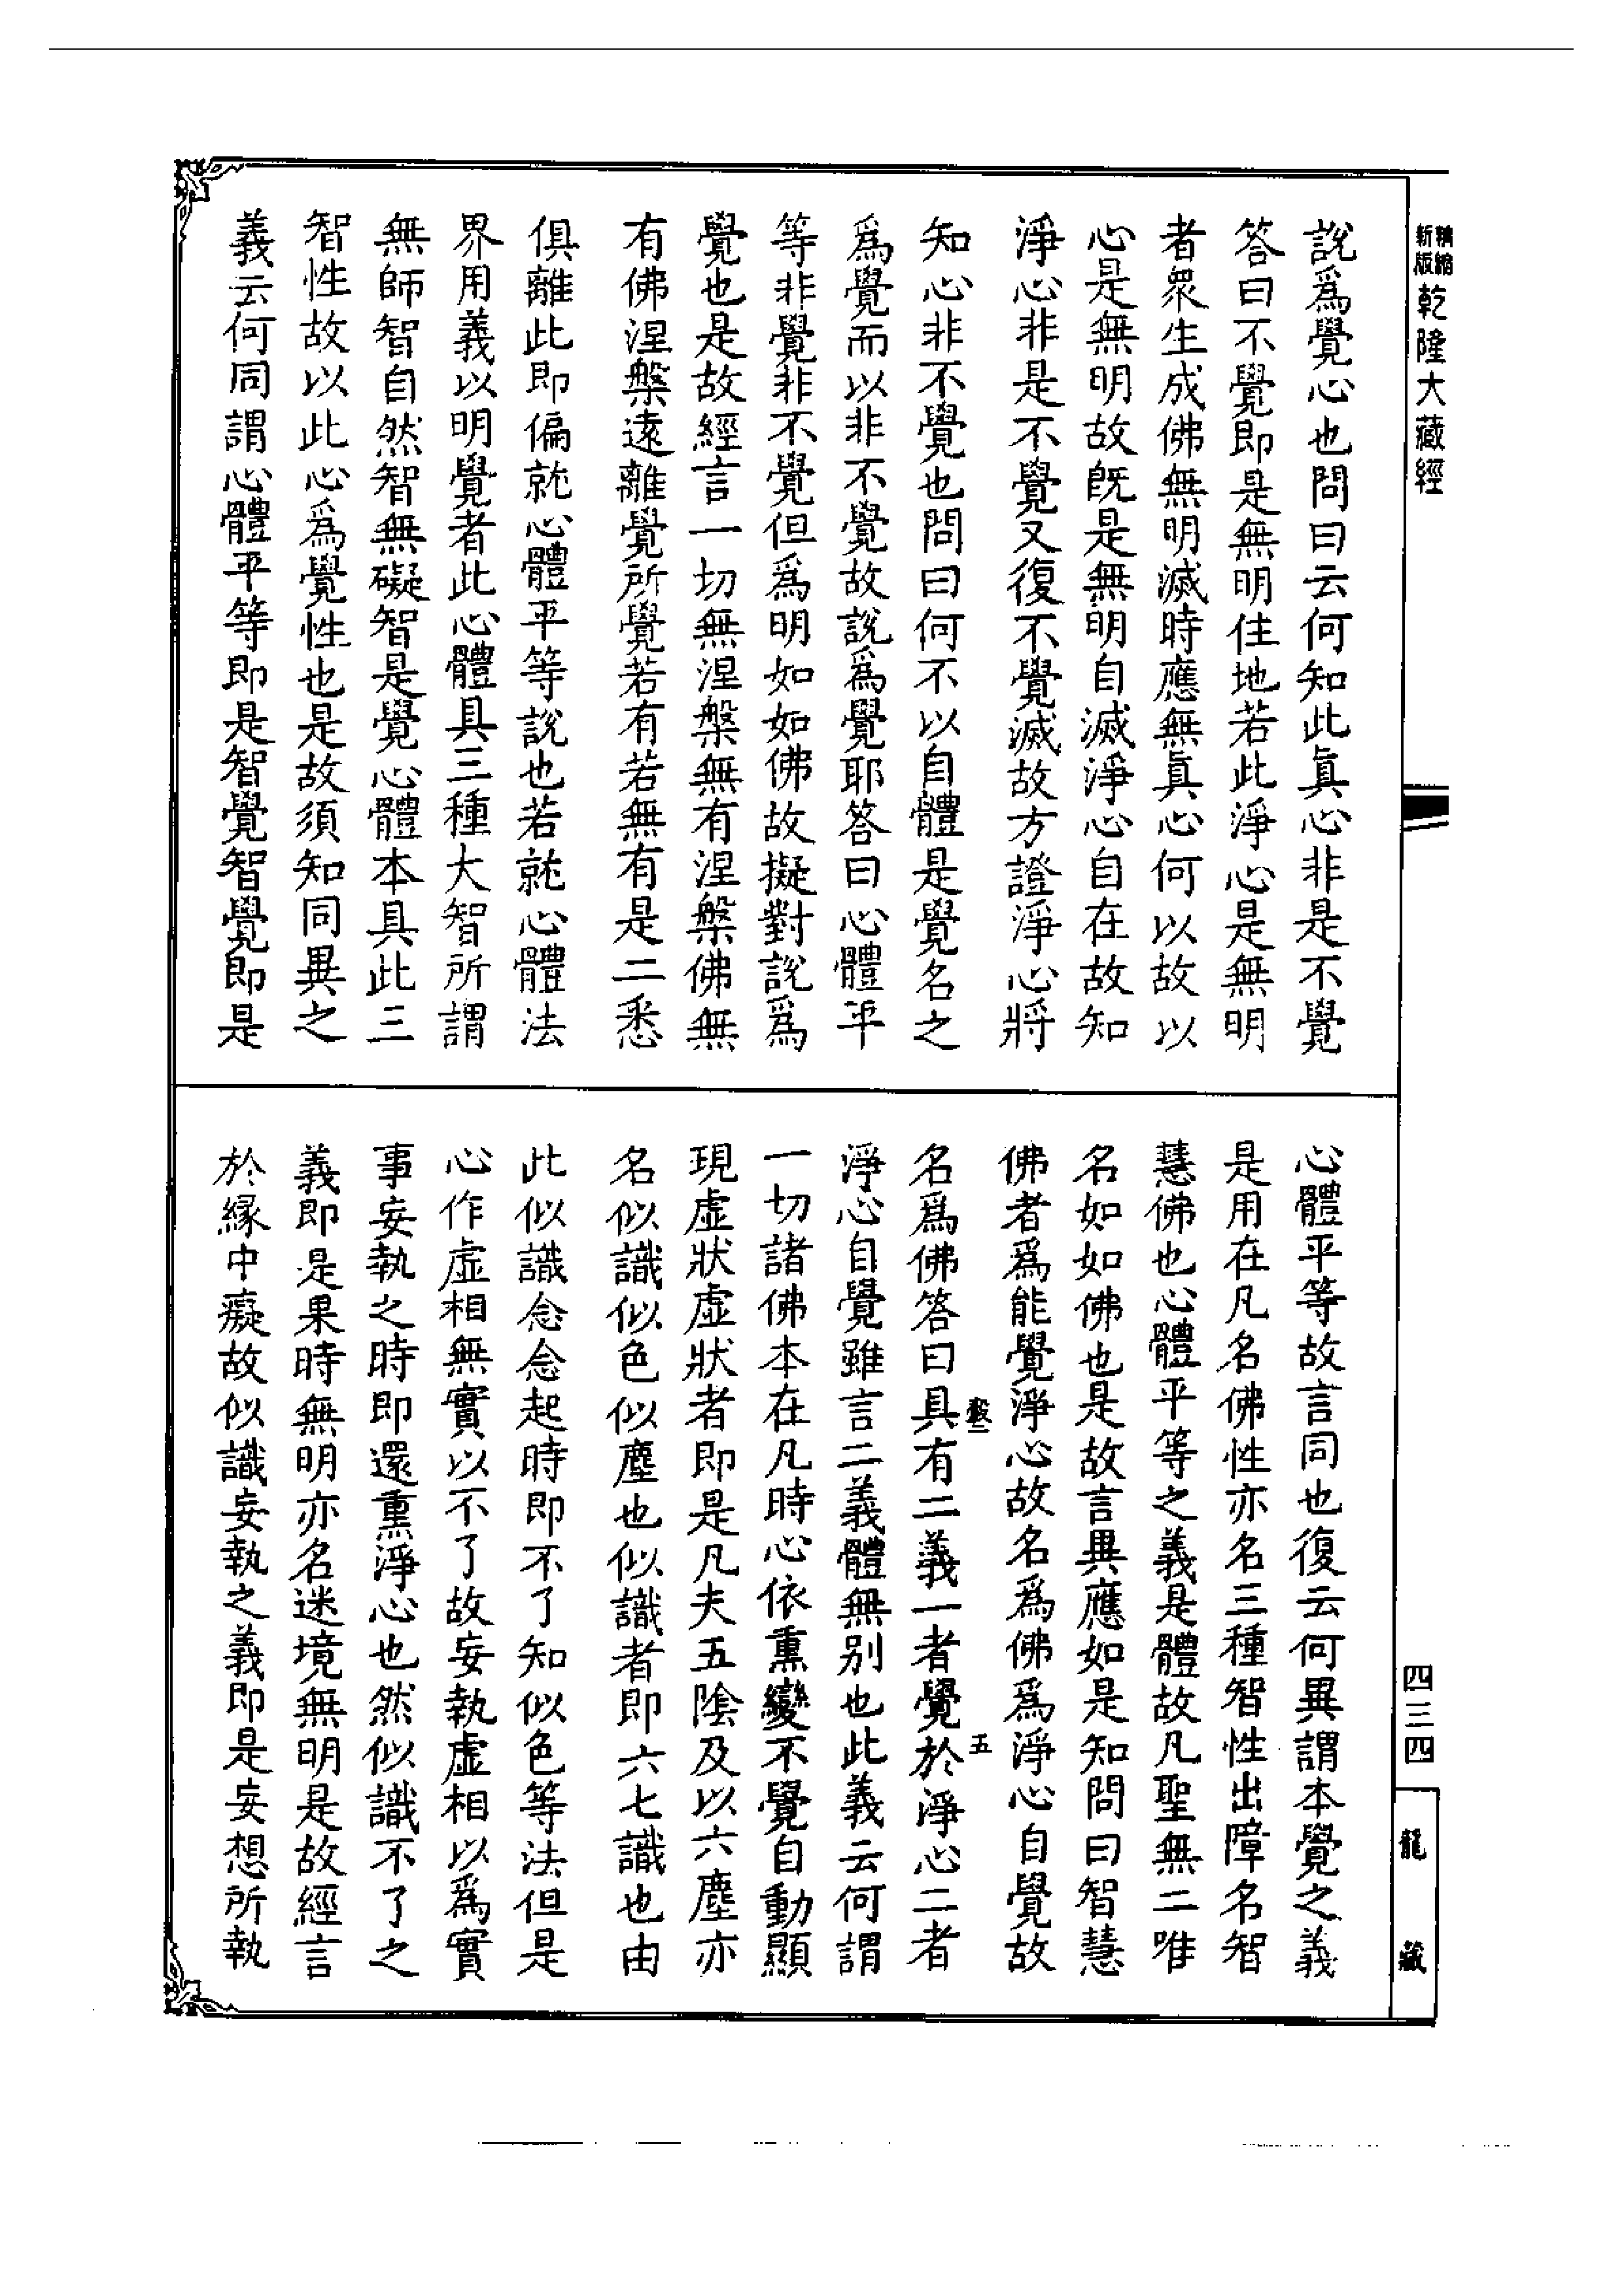 精縮新版乾隆大藏經
說爲覺心也問曰云何知此眞心非是不覺
答曰不覺即是無明住地若此淨心是無明
者衆生成佛無明滅時應無眞心何以故以
心是無明故旣是無明自滅淨心自在故知
淨心非是不覺又復不覺滅故方證淨心將
知心非不覺也問曰何不以自體是覺名之
爲覺而以非不覺故說爲覺耶答曰心體平
等非覺非不覺但爲明如如佛故擬對說爲
覺也是故經言一切無涅槃無有涅槃佛無
有佛涅槃遠離覺所覺若有若無有是二悉
俱離此即偏就心體平等說也若就心體法
界用義以明覺者此心體具三種大智所謂
無師智自然智無礙智是覺心體本具此三
智性故以此心爲覺性也是故須知同異之
義云何同謂心體平等即是智覺智覺即是
心體平等故言同也復云何異謂本覺之義
是用在凡名佛性亦名三種智性出障名智
慧佛也心體平等之義是體故凡聖無二唯
名如如佛也是故言異應如是知問曰智慧
佛者爲能覺淨心故名爲佛爲淨心自覺故
名爲佛答曰具有二義一者覺於淨心二者
淨心自覺雖言二義體無別也此義云何謂
一切諸佛本在凡時心依熏變不覺自動顯
現虛狀虛狀者即是凡夫五陰及以六塵亦
名似識似色似塵也似識者即六七識也由
此似識念念起時即不了知似色等法但是
心作虛相無實以不了故妄執虛相以爲實
事妄執之時即還熏淨心也然似識不了之
義即是果時無明亦名迷境無明是故經言
於緣中癡故似識妄執之義即是妄想所執
五
四三四
龍藏